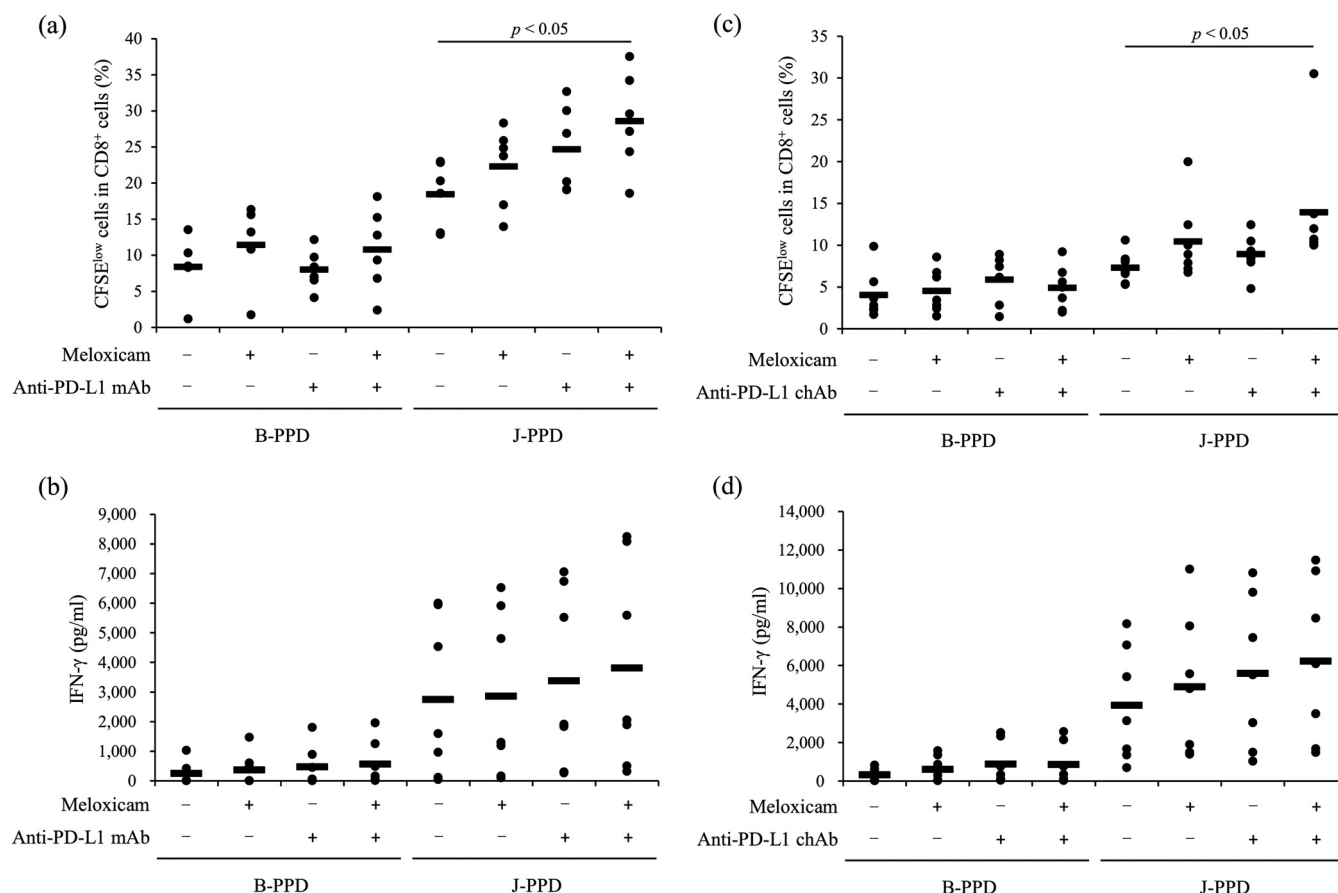 (a)
p < 0.05
CFSElow cells in CD8+ cells (%)
40
35
30
25
20
15
10
5
0
Meloxicam – + – + – + – +
Anti-PD-L1 mAb – – + + – – + +
B-PPD J-PPD
(c)
p < 0.05
CFSElow cells in CD8+ cells (%)
35
30
25
20
15
10
5
0
Meloxicam – + – + – + – +
Anti-PD-L1 chAb – – + + – – + +
B-PPD J-PPD
(b)
IFN-γ (pg/ml)
9,000
8,000
7,000
6,000
5,000
4,000
3,000
2,000
1,000
0
Meloxicam – + – + – + – +
Anti-PD-L1 mAb – – + + – – + +
B-PPD J-PPD
(d)
IFN-γ (pg/ml)
14,000
12,000
10,000
8,000
6,000
4,000
2,000
0
Meloxicam – + – + – + – +
Anti-PD-L1 chAb – – + + – – + +
B-PPD J-PPD